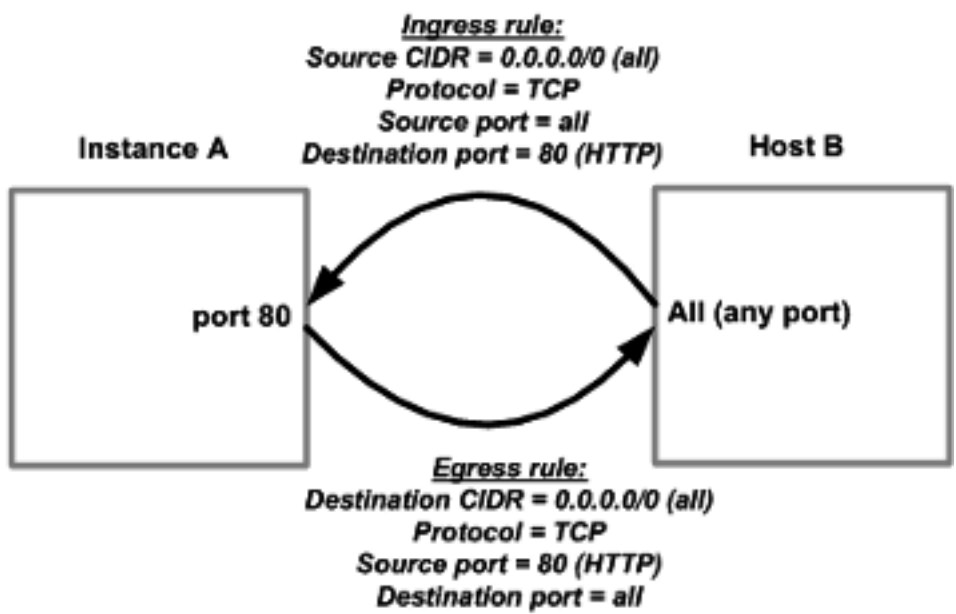 Ingress rule:
Source CIDR = 0.0.0.0/0 (all)
Protocol = TCP
Source port = all
Destination port = 80 (HTTP)
Instance A
Host B
port 80
All (any port)
Egress rule:
Destination CIDR = 0.0.0.0/0 (all)
Protocol = TCP
Source port = 80 (HTTP)
Destination port = all